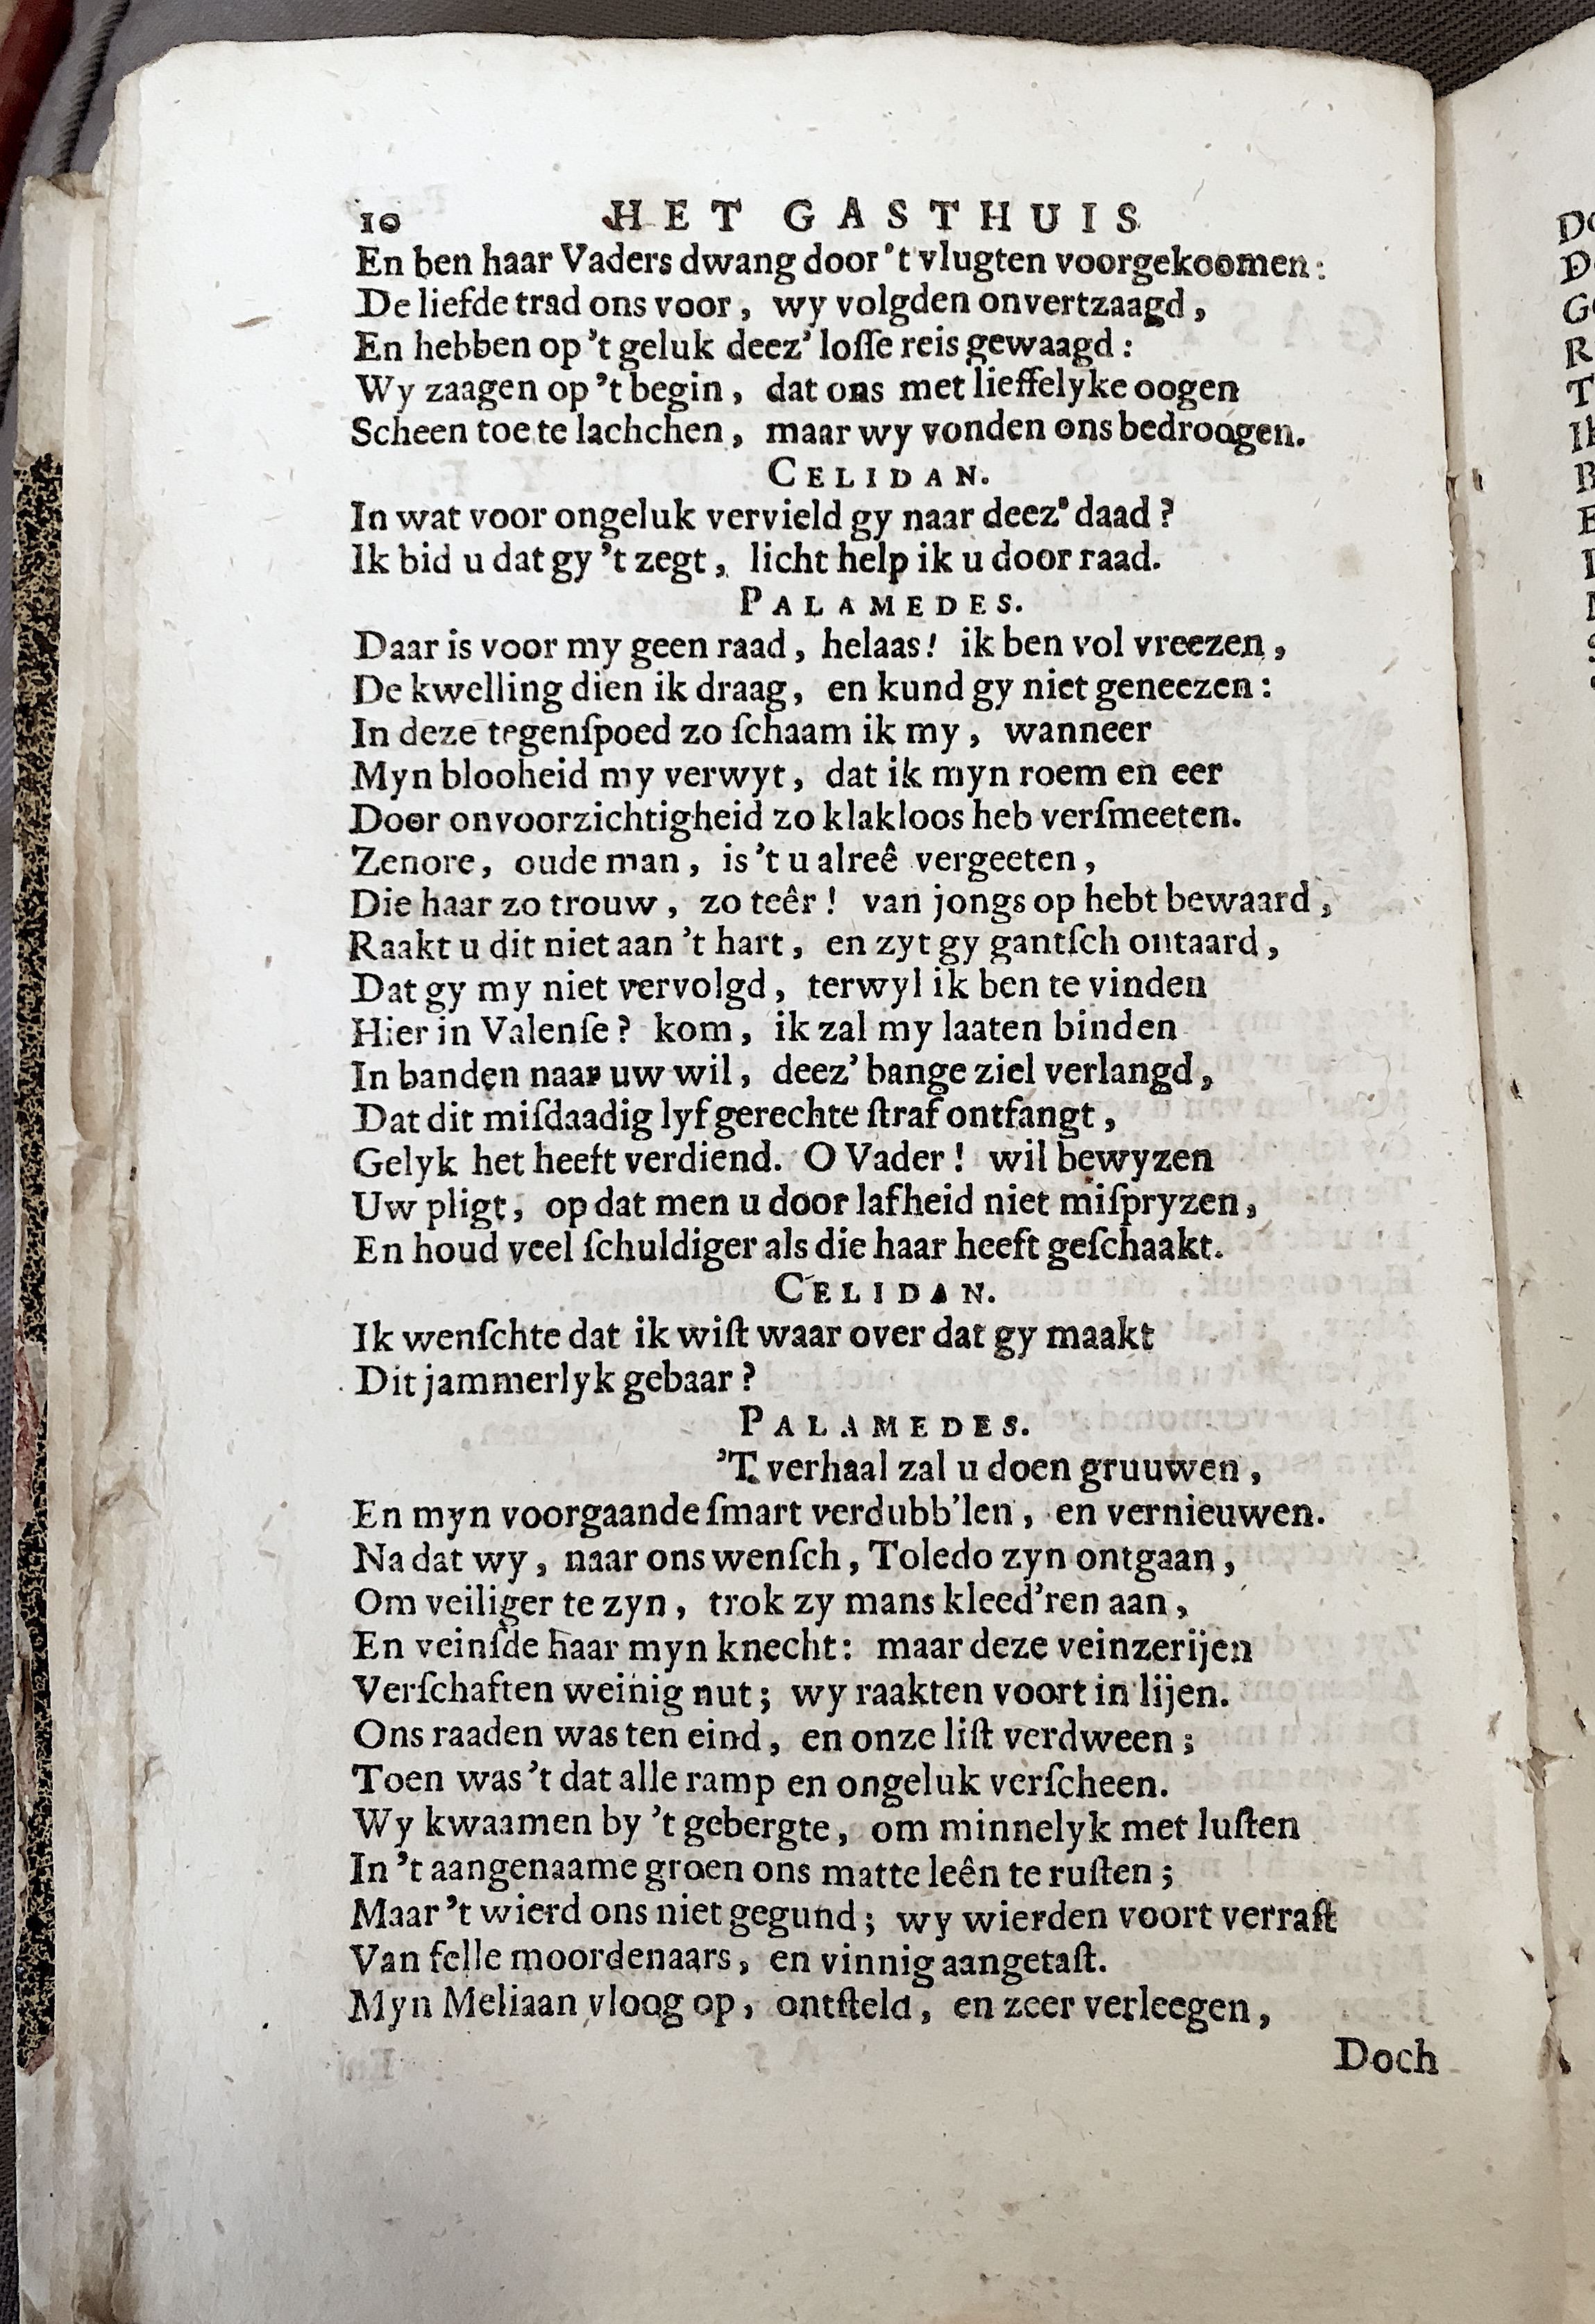 10 HET GASTHUIS
En ben haar Vaders dwang door 't vlugten voorgekoomen:
De liefde trad ons voor, wy volgden onvertzaagd,
En hebben op 't geluk deez' loſſe reis gewaagd:
Wy zaagen op 't begin, dat ons met lieffelyke oogen
Scheen toe te lachchen, maar wy vonden ons bedroogen.
CELIDAN.
In wat voor ongeluk vervield gy naar deez' daad?
Ik bid u dat gy 't zegt, licht help ik u door raad.
PALAMEDES.
Daar is voor my geen raad, helaas! ik ben vol vreezen,
De kwelling dien ik draag, en kund gy niet geneezen:
In deze tegenſpoed zo ſchaam ik my, wanneer
Myn blooheid my verwyt, dat ik myn roem en eer
Door onvoorzichtigheid zo klakloos heb verſmeeten.
Zenore, oude man, is 't u alreê vergeeten,
Die haar zo trouw, zo teêr! van jongs op hebt bewaard,
Raakt u dit niet aan 't hart, en zyt gy gantſch ontaard,
Dat gy my niet vervolgd, terwyl ik ben te vinden
Hier in Valenſe? kom, ik zal my laaten binden
In banden naar uw wil, deez' bange ziel verlangd,
Dat dit miſdaadig lyf gerechte ſtraf ontfangt,
Gelyk het heeft verdiend. O Vader! wil bewyzen
Uw pligt, op dat men u door lafheid niet miſpryzen,
En houd veel ſchuldiger als die haar heeft geſchaakt.
CELIDAN.
Ik wenſchte dat ik wiſt waar over dat gy maakt
Dit jammerlyk gebaar?
PALAMEDES.
'T verhaal zal u doen gruuwen,
En myn voorgaande ſmart verdubb'len, en vernieuwen.
Na dat wy, naar ons wenſch, Toledo zyn ontgaan,
Om veiliger te zyn, trok zy mans kleed'ren aan,
En veinſde haar myn knecht: maar deze veinzerijen
Verſchaften weinig nut; wy raakten voort in lijen.
Ons raaden was ten eind, en onze liſt verdween;
Toen was 't dat alle ramp en ongeluk verſcheen.
Wy kwaamen by 't gebergte, om minnelyk met luſten
In 't aangenaame groen ons matte leên te ruſten;
Maar 't wierd ons niet gegund; wy wierden voort verraſt
Van felle moordenaars, en vinnig aangetaſt.
Myn Meliaan vloog op, ontſteld, en zeer verleegen,
Doch